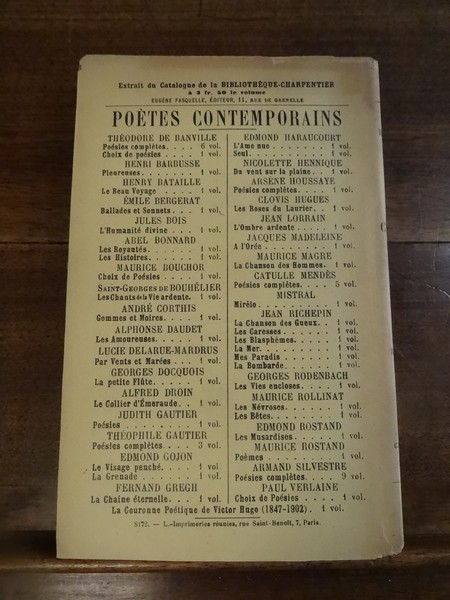 Extrait du Catalogue de la BIBLIOTHÈQUE-CHARPENTIER
à 3 fr. 50 le volume
EUGÈNE FASQUELLE, ÉDITEUR, 11, RUE DE GRENELLE
POÈTES CONTEMPORAINS
THÉODORE DE BANVILLE
Poésies complètes. . . . 6 vol.
Choix de poésies . . . . 1 vol.
HENRI BARBUSSE
Pleureuses. . . . . . . 1 vol.
HENRY BATAILLE
Le Beau Voyage . . . . 1 vol.
ÉMILE BERGERAT
Ballades et Sonnets. . . 1 vol.
JULES BOIS
L'Humanité divine . . . 1 vol.
ABEL BONNARD
Les Royautés. . . . . . 1 vol.
Les Histoires. . . . . . 1 vol.
MAURICE BOUCHOR
Choix de Poésies . . . . 1 vol.
SAINT-GEORGES DE BOUHÉLIER
Les Chants de la Vie ardente. 1 vol.
ANDRÉ CORTHIS
Gemmes et Moires. . . . 1 vol.
ALPHONSE DAUDET
Les Amoureuses. . . . . 1 vol.
LUCIE DELARUE-MARDRUS
Par Vents et Marées . . . 1 vol.
GEORGES DOCQUOIS
La petite Flûte. . . . . 1 vol.
ALFRED DROIN
Le Collier d'Émeraude. . 1 vol.
JUDITH GAUTIER
Poésies . . . . . . . . 1 vol.
THÉOPHILE GAUTIER
Poésies complètes. . . . 3 vol.
EDMOND GOJON
Le Visage penché. . . . 1 vol.
La Grenade . . . . . . 1 vol.
FERNAND GREGH
La Chaîne éternelle. . . . 1 vol.
EDMOND HARAUCOURT
L'Ame nue . . . . . . . 1 vol.
Seul. . . . . . . . . . 1 vol.
NICOLETTE HENNIQUE
Du vent sur la plaine. . . 1 vol.
ARSÈNE HOUSSAYE
Poésies complètes. . . . 1 vol.
CLOVIS HUGUES
Les Roses du Laurier. . . 1 vol.
JEAN LORRAIN
L'Ombre ardente . . . . 1 vol.
JACQUES MADELEINE
A l'Orée . . . . . . . . 1 vol.
MAURICE MAGRE
La Chanson des Hommes. 1 vol.
CATULLE MENDÈS
Poésies complètes. . . . 5 vol.
MISTRAL
Mirèio . . . . . . . . 1 vol.
JEAN RICHEPIN
La Chanson des Gueux. . 1 vol.
Les Caresses . . . . . . 1 vol.
Les Blasphèmes. . . . . 1 vol.
La Mer. . . . . . . . . 1 vol.
Mes Paradis . . . . . . 1 vol.
La Bombarde . . . . . . 1 vol.
GEORGES RODENBACH
Les Vies encloses. . . . . 1 vol.
MAURICE ROLLINAT
Les Névroses. . . . . . 1 vol.
Les Bêtes. . . . . . . . 1 vol.
EDMOND ROSTAND
Les Musardises. . . . . 1 vol.
MAURICE ROSTAND
Poèmes . . . . . . . . 1 vol.
ARMAND SILVESTRE
Poésies complètes. . . . 9 vol.
PAUL VERLAINE
Choix de Poésies . . . . 1 vol.
La Couronne Poétique de Victor Hugo (1847-1902). . 1 vol.
8172. — L.-Imprimeries réunies, rue Saint-Benoît, 7, Paris.